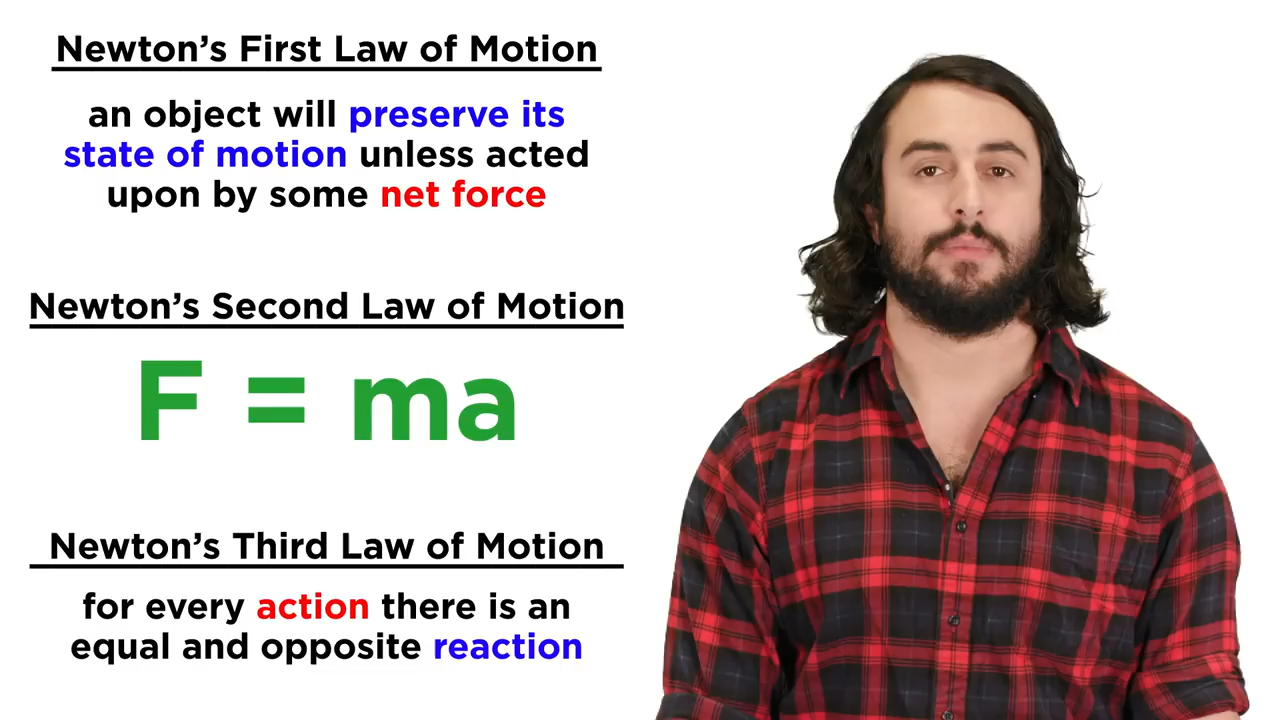 Newton’s First Law of Motion
an object will preserve its
state of motion unless acted
upon by some net force
Newton’s Second Law of Motion
F = ma
Newton’s Third Law of Motion
for every action there is an
equal and opposite reaction